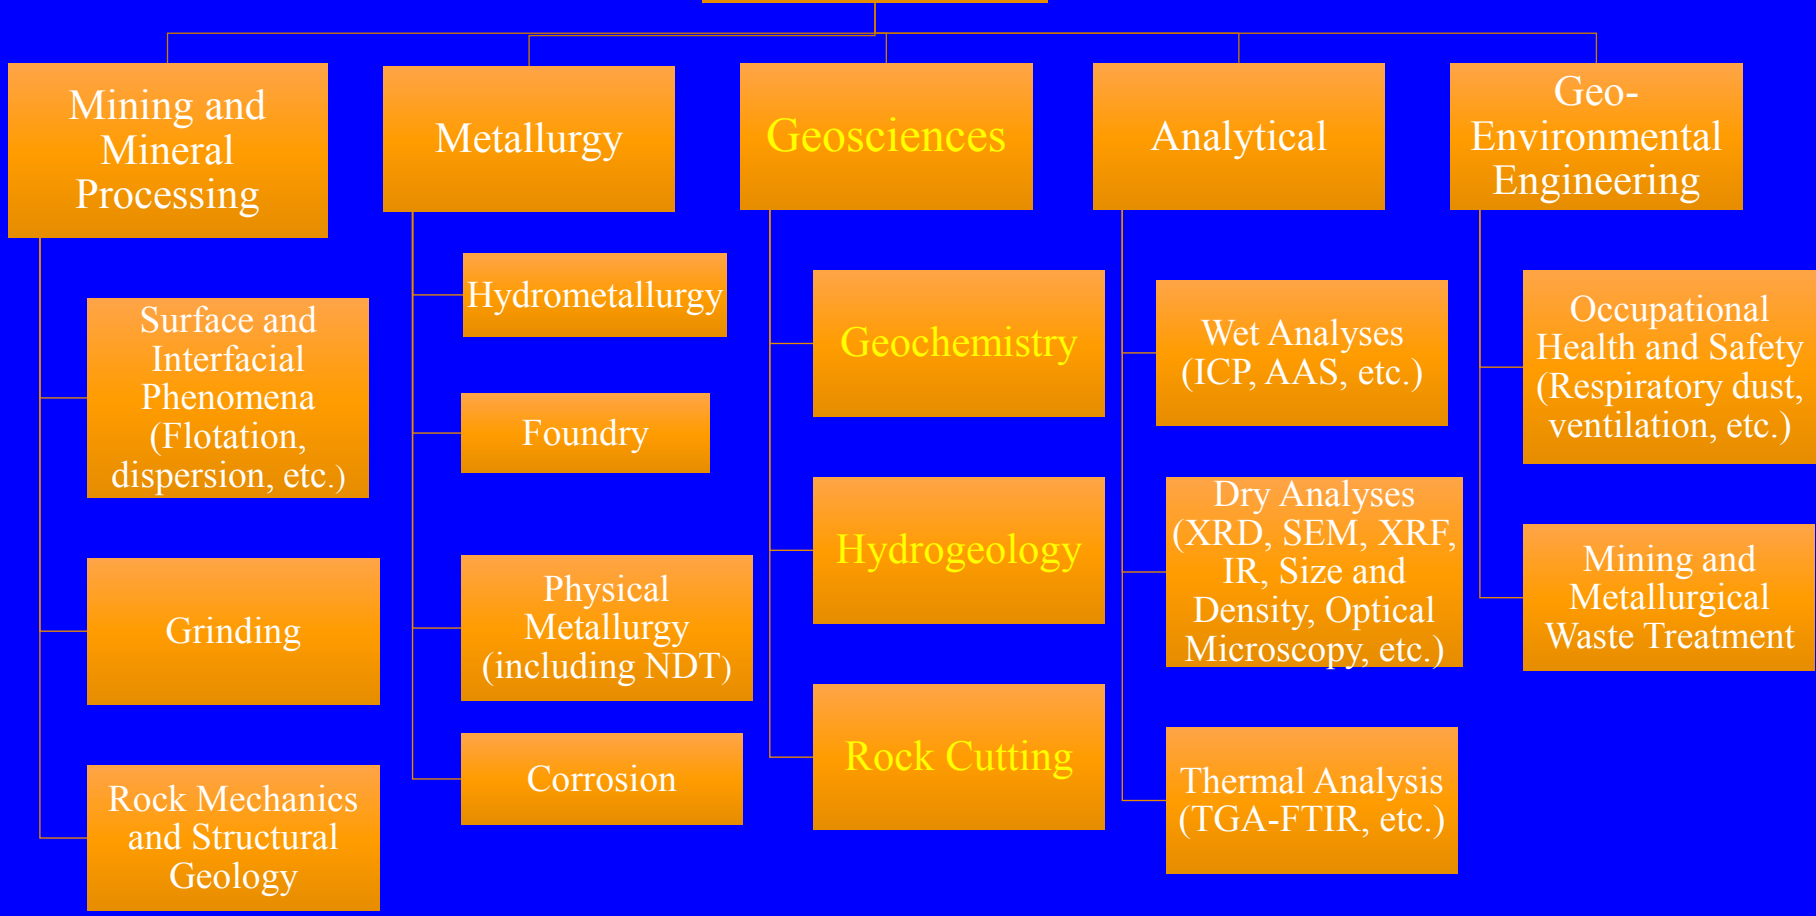 Mining and
Mineral
Processing
Metallurgy
Geosciences
Analytical
Geo-
Environmental
Engineering
Surface and
Interfacial
Phenomena
(Flotation,
dispersion, etc.)
Grinding
Rock Mechanics
and Structural
Geology
Hydrometallurgy
Foundry
Physical
Metallurgy
(including NDT)
Corrosion
Geochemistry
Hydrogeology
Rock Cutting
Wet Analyses
(ICP, AAS, etc.)
Dry Analyses
(XRD, SEM, XRF,
IR, Size and
Density, Optical
Microscopy, etc.)
Thermal Analysis
(TGA-FTIR, etc.)
Occupational
Health and Safety
(Respiratory dust,
ventilation, etc.)
Mining and
Metallurgical
Waste Treatment